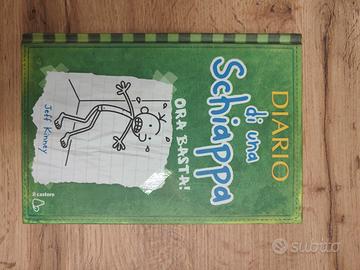 DIARIO
di una
Schiappa
ORA BASTA!
Jeff Kinney
il castoro
subito